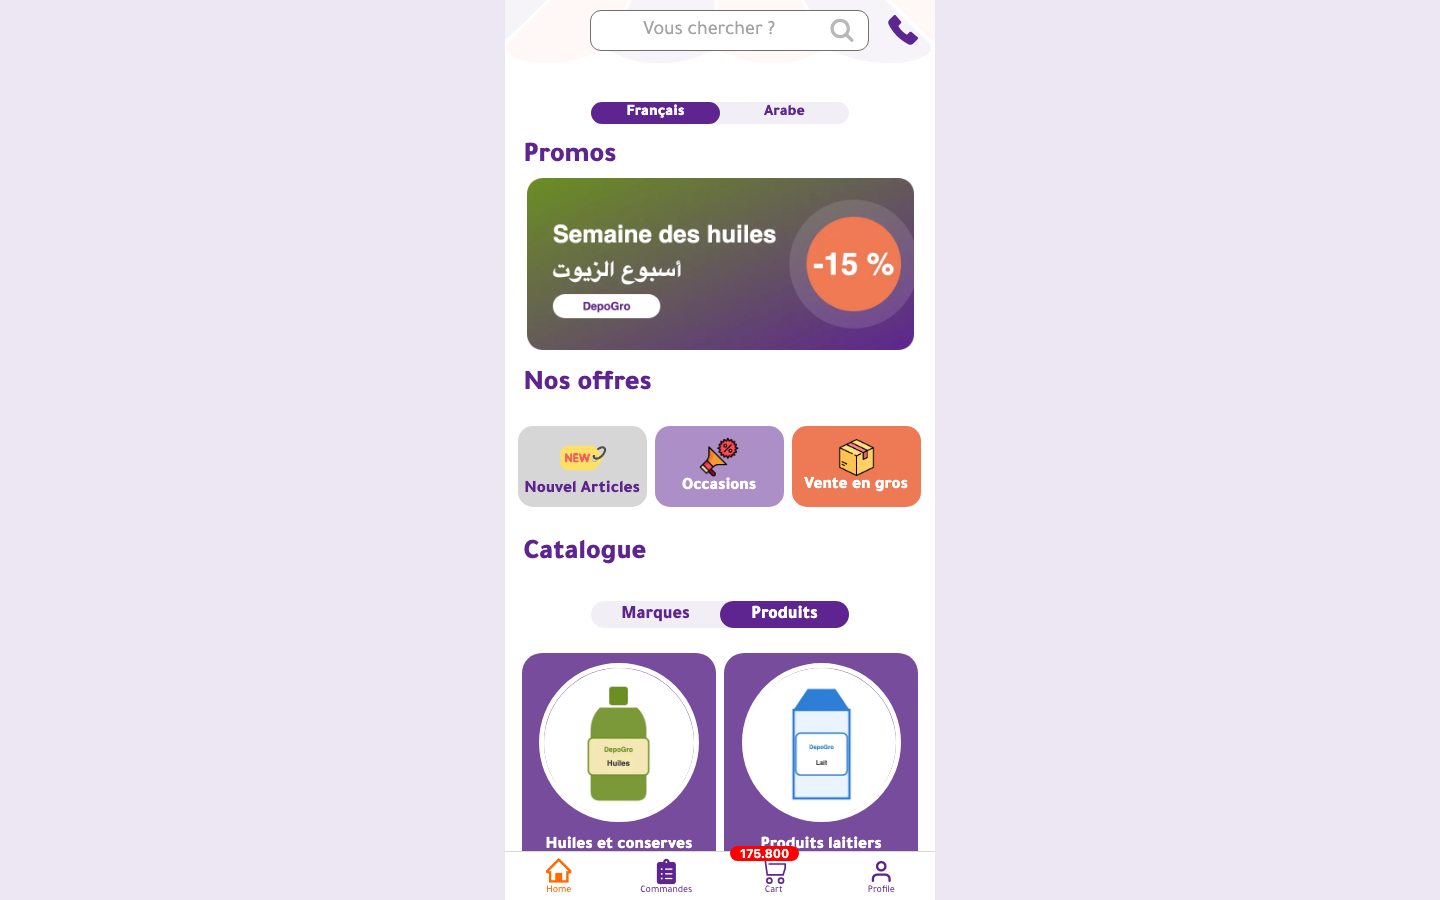 Vous chercher ?
Français
Arabe
Promos
Semaine des huiles
أسبوع الزيوت
DepoGro
-15 %
Nos offres
NEW
Nouvel Articles
Occasions
Vente en gros
Catalogue
Marques
Produits
DepoGro
Huiles
DepoGro
Lait
Huiles et conserves
Produits laitiers
175.800
Home
Commandes
Cart
Profile